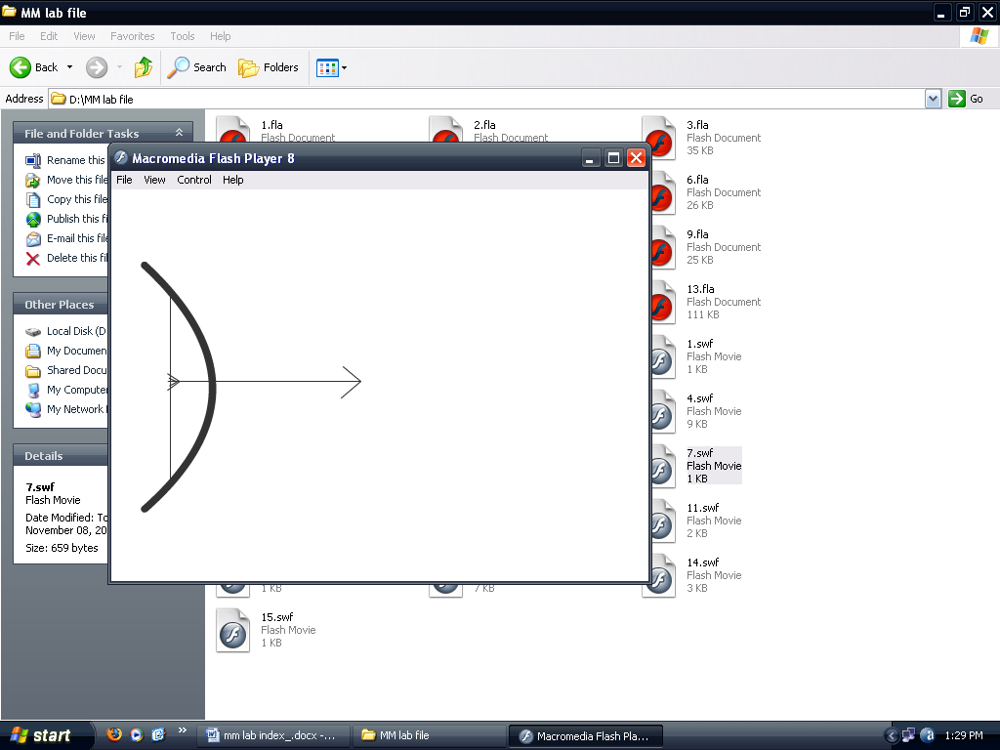 MM lab file
File Edit View Favorites Tools Help
Back Search Folders
Address D:\MM lab file Go
File and Folder Tasks
Rename this
Move this file
Copy this file
Publish this fi
E-mail this file
Delete this fil
Other Places
Local Disk (D
My Documen
Shared Docu
My Computer
My Network
Details
7.swf
Flash Movie
Date Modified: To
November 08, 20
Size: 659 bytes
1.fla
Flash Document
2.fla
Flash Document
3.fla
Flash Document
35 KB
6.fla
Flash Document
26 KB
9.fla
Flash Document
25 KB
13.fla
Flash Document
111 KB
1.swf
Flash Movie
1 KB
4.swf
Flash Movie
9 KB
7.swf
Flash Movie
1 KB
11.swf
Flash Movie
2 KB
1 KB
7 KB
14.swf
Flash Movie
3 KB
15.swf
Flash Movie
1 KB
Macromedia Flash Player 8
File View Control Help
start mm lab index_.docx -... MM lab file Macromedia Flash Pla... 1:29 PM